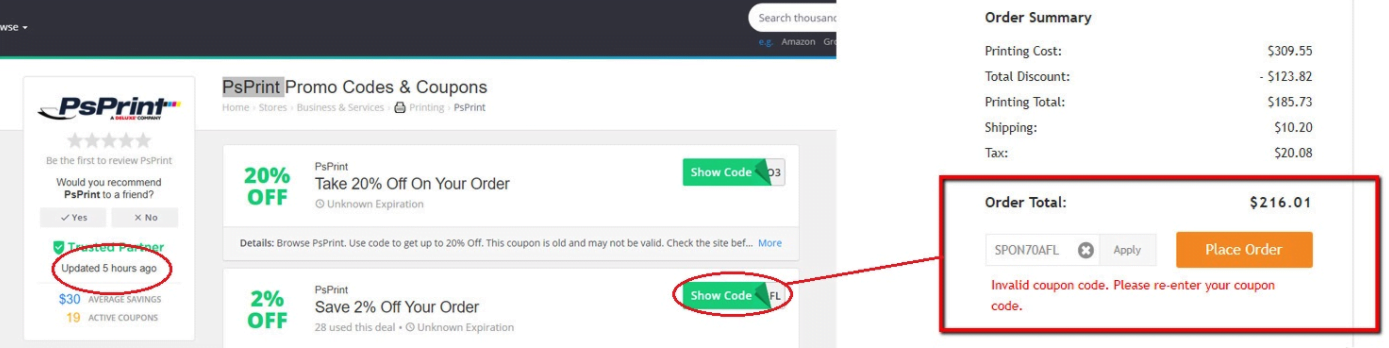 wse
Search thousand
e.g. Amazon Gr
PsPrint
A DELUXE COMPANY
Be the first to review PsPrint
Would you recommend
PsPrint to a friend?
✓ Yes
✕ No
Trusted Partner
Updated 5 hours ago
$30 AVERAGE SAVINGS
19 ACTIVE COUPONS
PsPrint Promo Codes & Coupons
Home › Stores › Business & Services › Printing › PsPrint
20%
OFF
PsPrint
Take 20% Off On Your Order
Unknown Expiration
Show Code
O3
Details: Browse PsPrint. Use code to get up to 20% Off. This coupon is old and may not be valid. Check the site bef... More
2%
OFF
PsPrint
Save 2% Off Your Order
28 used this deal • Unknown Expiration
Show Code
FL
Order Summary
Printing Cost: $309.55
Total Discount: - $123.82
Printing Total: $185.73
Shipping: $10.20
Tax: $20.08
Order Total: $216.01
SPON70AFL
Apply
Place Order
Invalid coupon code. Please re-enter your coupon
code.